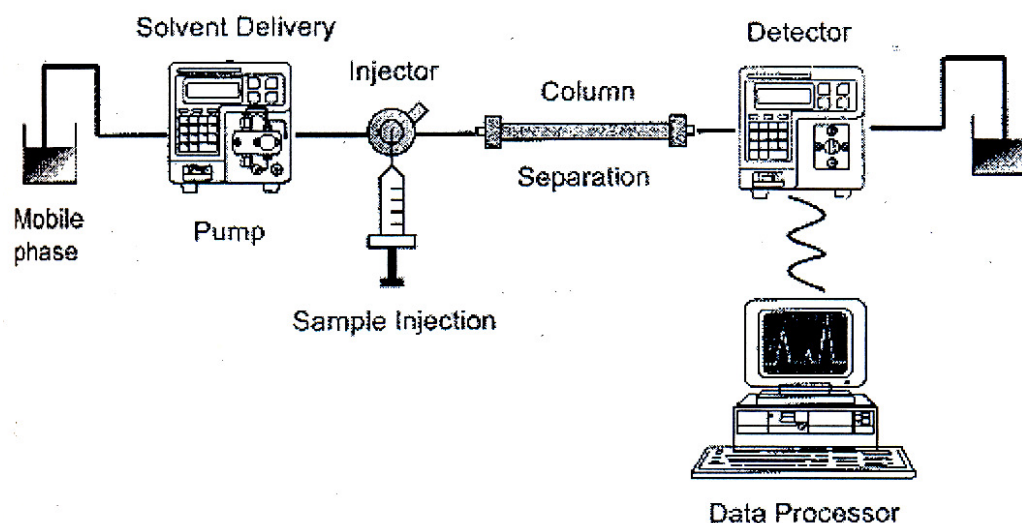 Solvent Delivery
Injector
Column
Detector
Separation
Mobile
phase
Pump
Sample Injection
Data Processor